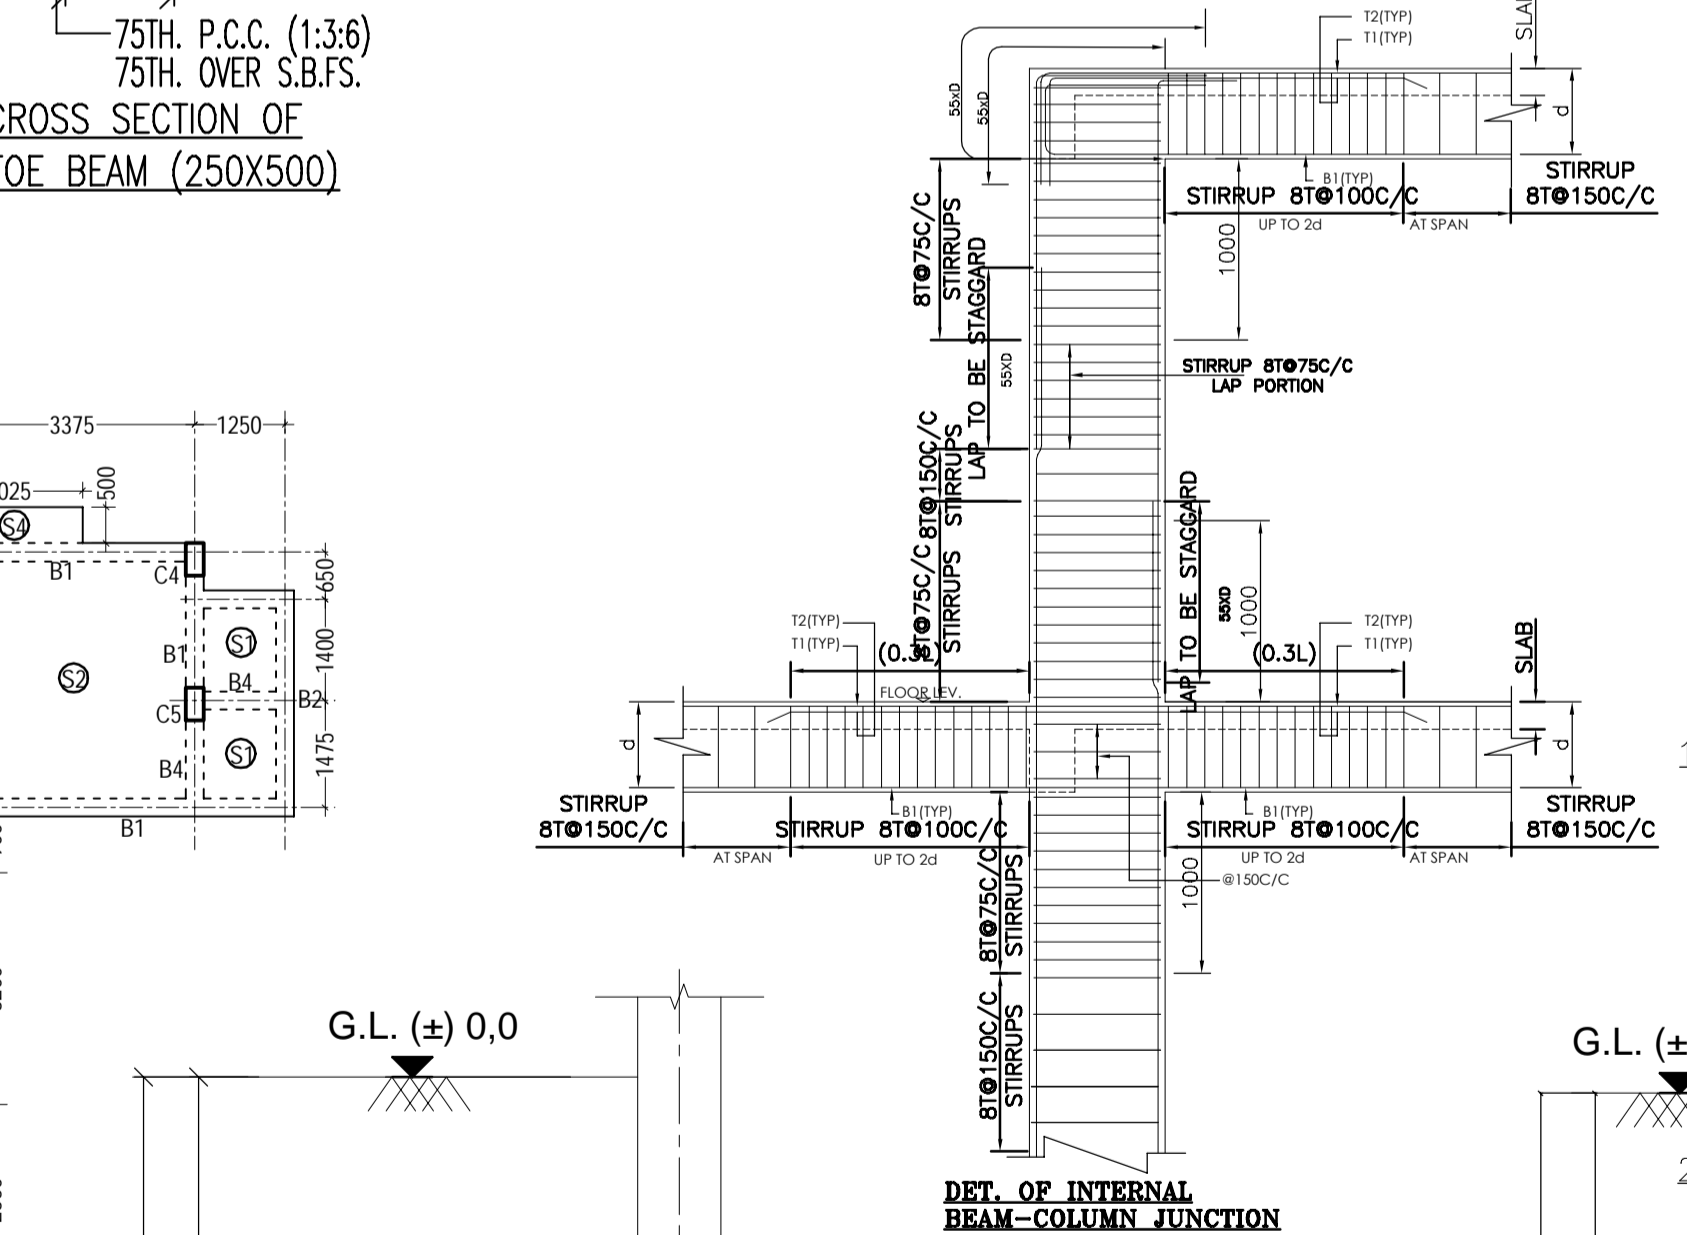 75TH. P.C.C. (1:3:6)
75TH. OVER S.B.FS.
CROSS SECTION OF
TOE BEAM (250X500)
3375
1250
025
500
S4
B1
C4
650
S1
1400
B1
B4
S2
B2
C5
S1
1475
B4
B1
G.L. (±) 0,0
T2(TYP)
T1(TYP)
SLAB
55xD
55xD
d
B1(TYP)
STIRRUP 8T@100C/C
UP TO 2d
AT SPAN
STIRRUP
8T@150C/C
1000
8T@75C/C
STIRRUPS
LAP TO BE STAGGARD
55XD
STIRRUP 8T@75C/C
LAP PORTION
8T@150C/C
STIRRUPS
8T@75C/C
STIRRUPS
LAP TO BE STAGGARD
55XD
1000
T2(TYP)
T1(TYP)
(0.3L)
FLOOR LEV.
(0.3L)
T2(TYP)
T1(TYP)
SLAB
d
d
STIRRUP
8T@150C/C
AT SPAN
B1(TYP)
STIRRUP 8T@100C/C
UP TO 2d
B1(TYP)
STIRRUP 8T@100C/C
UP TO 2d
AT SPAN
STIRRUP
8T@150C/C
@150C/C
1000
8T@75C/C
STIRRUPS
8T@150C/C
STIRRUPS
DET. OF INTERNAL
BEAM-COLUMN JUNCTION
G.L. (±